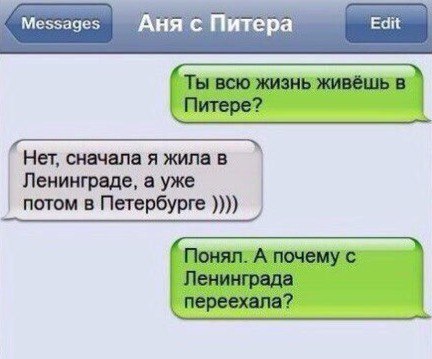 Messages
Аня с Питера
Edit
Ты всю жизнь живёшь в
Питере?
Нет, сначала я жила в
Ленинграде, а уже
потом в Петербурге ))))
Понял. А почему с
Ленинграда
переехала?